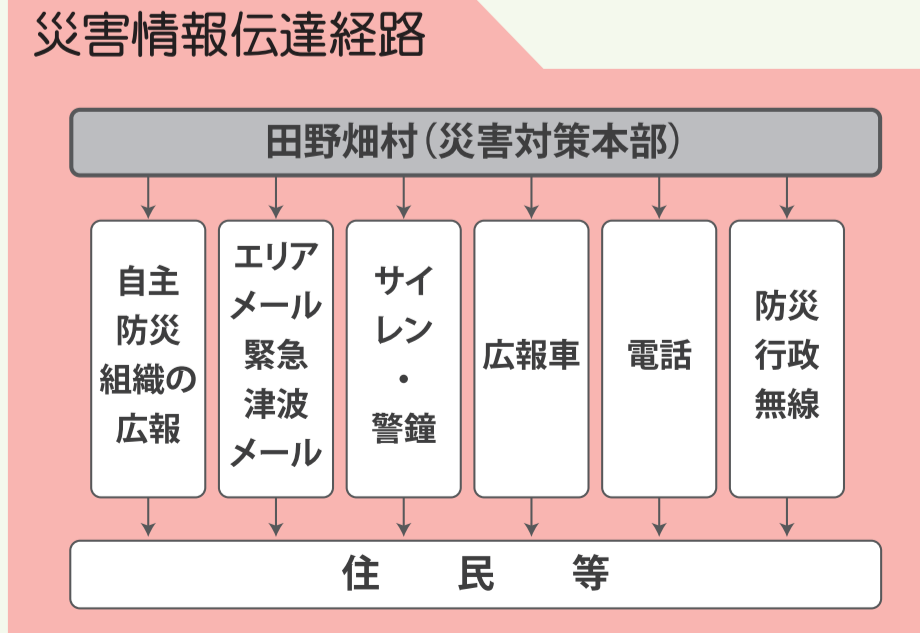 災害情報伝達経路
田野畑村(災害対策本部)
自主
防災
組織の
広報
エリア
メール
緊急
津波
メール
サイ
レン
・
警鐘
広報車
電話
防災
行政
無線
住 民 等